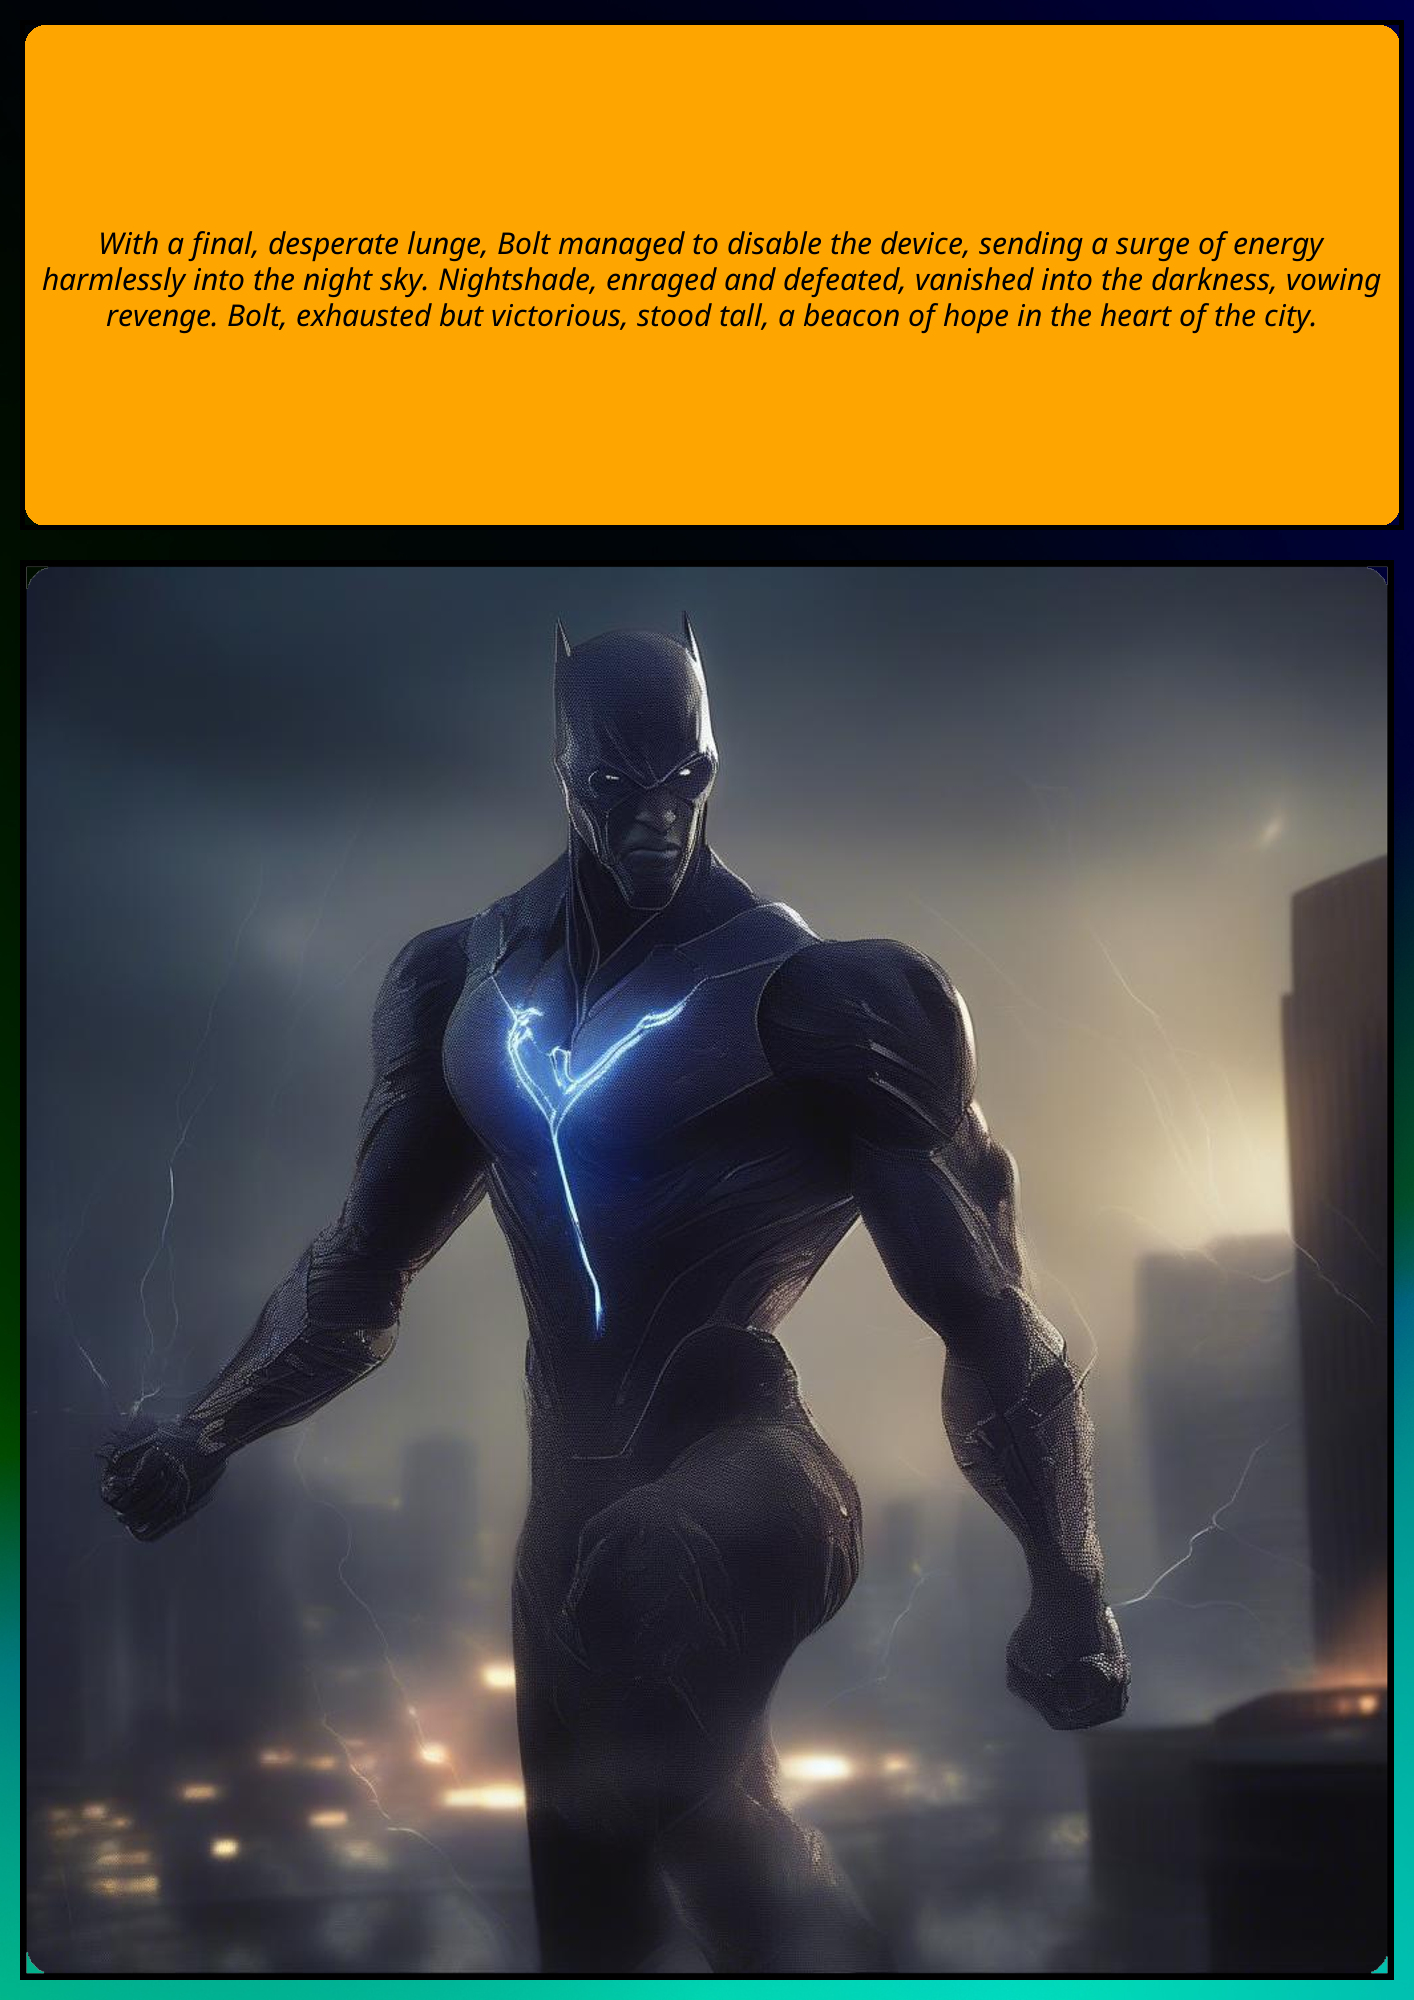 With a final, desperate lunge, Bolt managed to disable the device, sending a surge of energy
harmlessly into the night sky. Nightshade, enraged and defeated, vanished into the darkness, vowing
revenge. Bolt, exhausted but victorious, stood tall, a beacon of hope in the heart of the city.